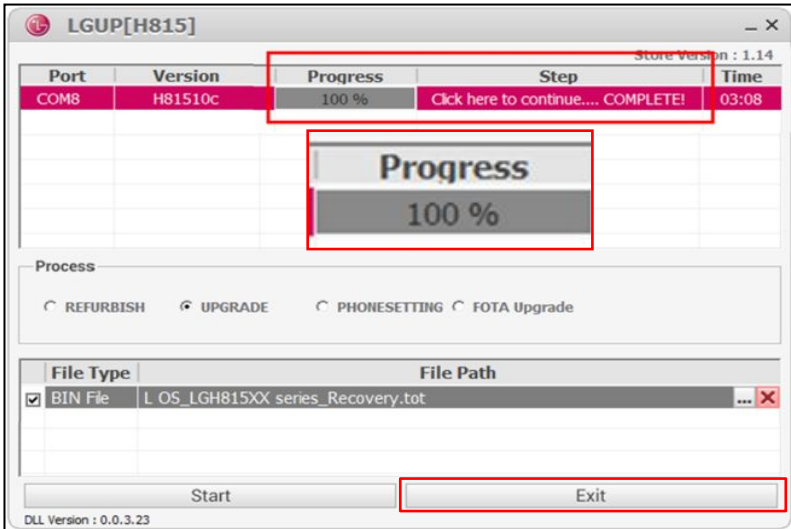 LGUP[H815]
Store Version : 1.14
Port Version Progress Step Time
COM8 H81510c 100 % Click here to continue.... COMPLETE! 03:08
Progress
100 %
Process
REFURBISH UPGRADE PHONESETTING FOTA Upgrade
File Type File Path
BIN File L OS_LGH815XX series_Recovery.tot ...
Start Exit
DLL Version : 0.0.3.23